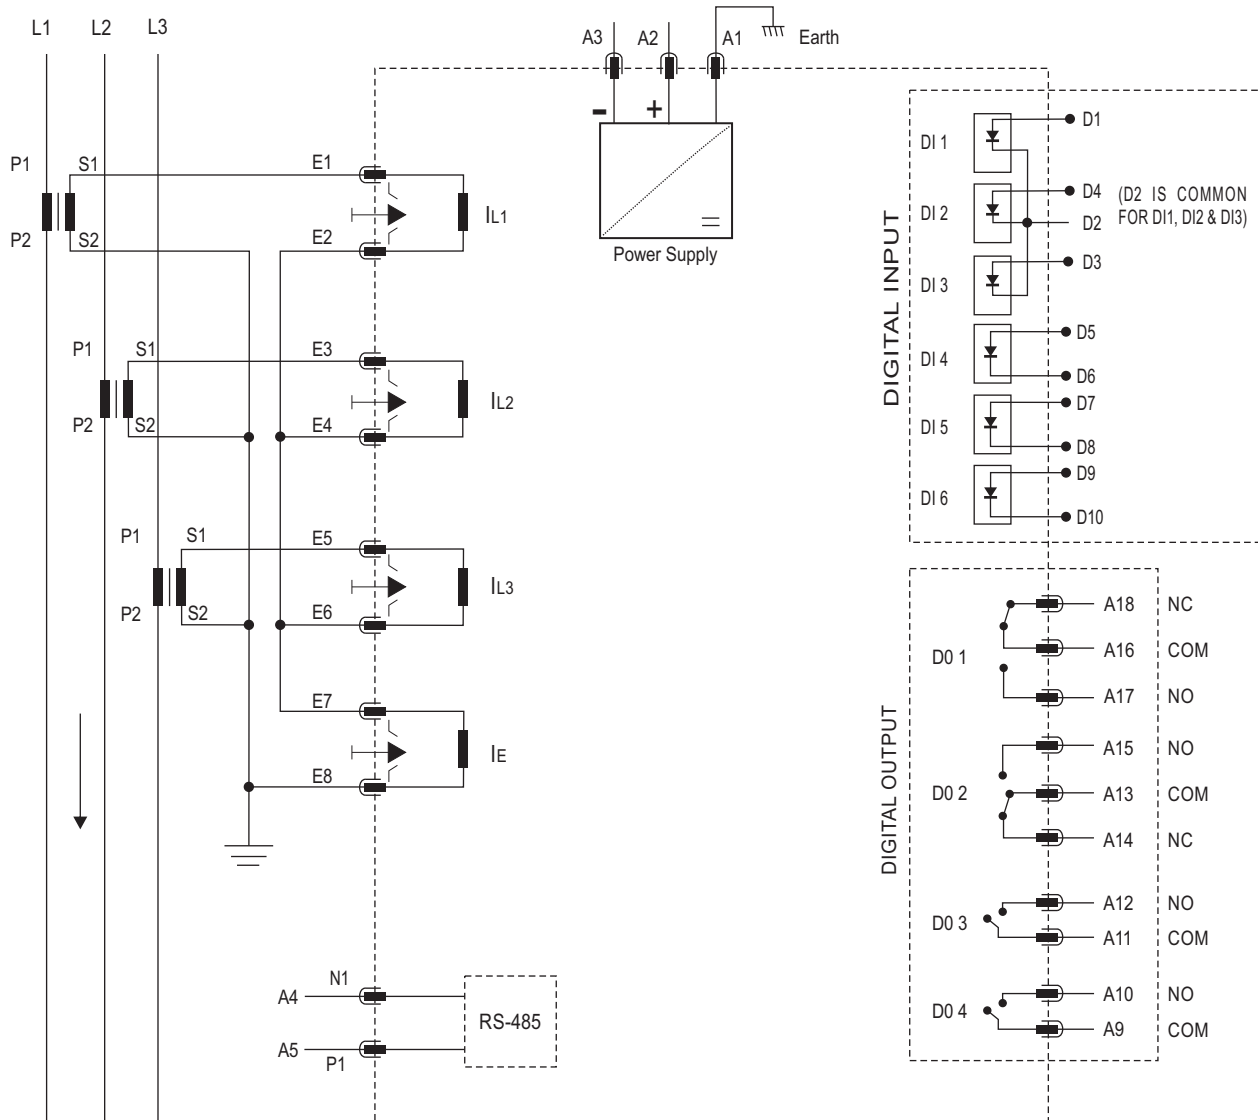 L1 L2 L3
A3 A2 A1 Earth
- +
Power Supply
P1 S1 E1
IL1
P2 S2 E2
P1 S1 E3
IL2
P2 S2 E4
P1 S1 E5
IL3
P2 S2 E6
E7
IE
E8
N1
A4
RS-485
A5
P1
DIGITAL INPUT
DI 1 D1
DI 2 D4
(D2 IS COMMON
FOR DI1, DI2 & DI3)
D2
DI 3 D3
DI 4 D5
D6
DI 5 D7
D8
DI 6 D9
D10
DIGITAL OUTPUT
D0 1
A18 NC
A16 COM
A17 NO
D0 2
A15 NO
A13 COM
A14 NC
D0 3
A12 NO
A11 COM
D0 4
A10 NO
A9 COM